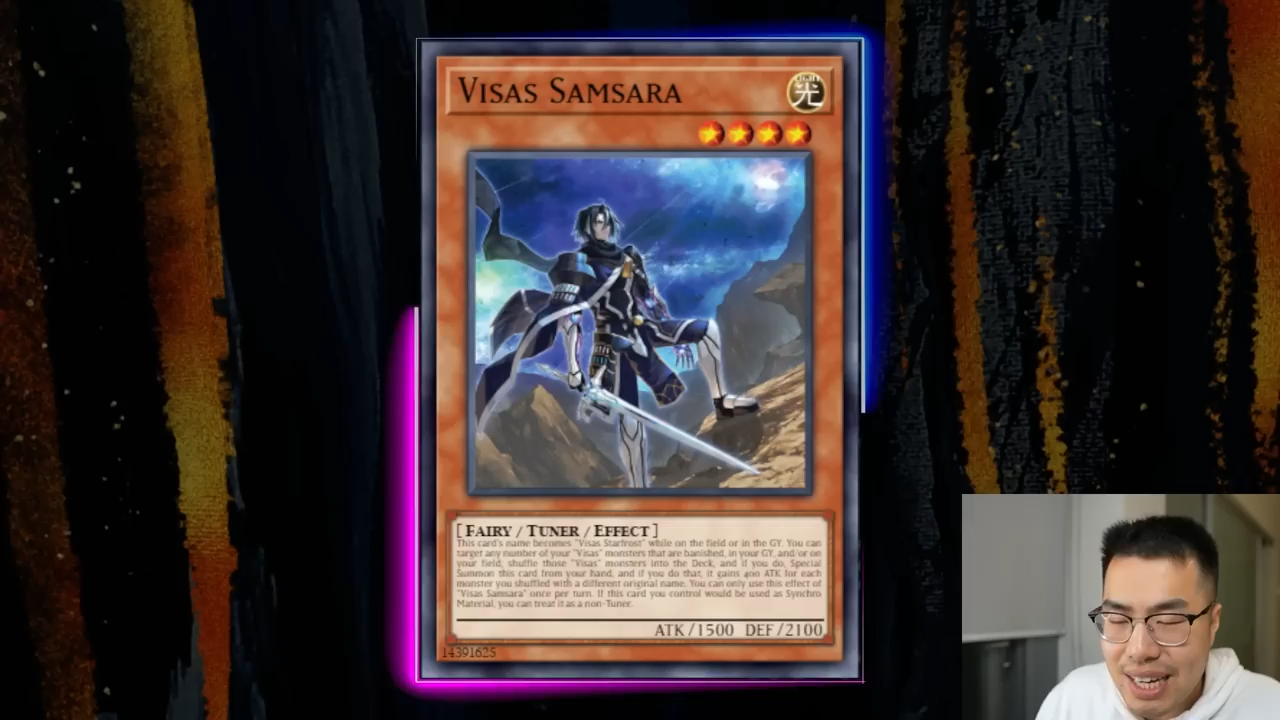 VISAS SAMSARA
LIGHT
光
[ FAIRY / TUNER / EFFECT ]
This card's name becomes "Visas Starfrost" while on the field or in the GY. You can
target any number of your "Visas" monsters that are banished, in your GY, and/or on
your field, shuffle those "Visas" monsters into the Deck, and if you do, Special
Summon this card from your hand, and if you do that, it gains 400 ATK for each
monster you shuffled with a different original name. You can only use this effect of
"Visas Samsara" once per turn. If this card you control would be used as Synchro
Material, you can treat it as a non-Tuner.
ATK/1500 DEF/2100
14391625